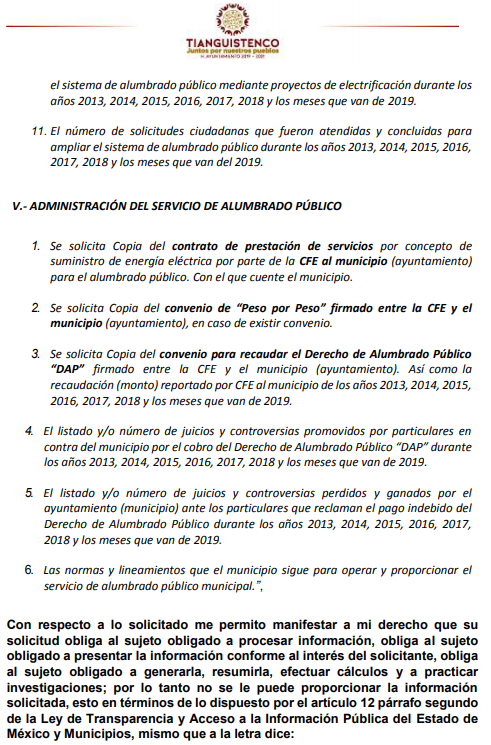 TIANGUISTENCO
Juntos por nuestros pueblos
H. AYUNTAMIENTO 2019 - 2021
el sistema de alumbrado público mediante proyectos de electrificación durante los
años 2013, 2014, 2015, 2016, 2017, 2018 y los meses que van de 2019.
11. El número de solicitudes ciudadanas que fueron atendidas y concluidas para
ampliar el sistema de alumbrado público durante los años 2013, 2014, 2015, 2016,
2017, 2018 y los meses que van del 2019.
V.- ADMINISTRACIÓN DEL SERVICIO DE ALUMBRADO PÚBLICO
1. Se solicita Copia del contrato de prestación de servicios por concepto de
suministro de energía eléctrica por parte de la CFE al municipio (ayuntamiento)
para el alumbrado público. Con el que cuente el municipio.
2. Se solicita Copia del convenio de “Peso por Peso” firmado entre la CFE y el
municipio (ayuntamiento), en caso de existir convenio.
3. Se solicita Copia del convenio para recaudar el Derecho de Alumbrado Público
“DAP” firmado entre la CFE y el municipio (ayuntamiento). Así como la
recaudación (monto) reportado por CFE al municipio de los años 2013, 2014, 2015,
2016, 2017, 2018 y los meses que van de 2019.
4. El listado y/o número de juicios y controversias promovidos por particulares en
contra del municipio por el cobro del Derecho de Alumbrado Público “DAP” durante
los años 2013, 2014, 2015, 2016, 2017, 2018 y los meses que van de 2019.
5. El listado y/o número de juicios y controversias perdidos y ganados por el
ayuntamiento (municipio) ante los particulares que reclaman el pago indebido del
Derecho de Alumbrado Público durante los años 2013, 2014, 2015, 2016, 2017,
2018 y los meses que van de 2019.
6. Las normas y lineamientos que el municipio sigue para operar y proporcionar el
servicio de alumbrado público municipal.”,
Con respecto a lo solicitado me permito manifestar a mi derecho que su
solicitud obliga al sujeto obligado a procesar información, obliga al sujeto
obligado a presentar la información conforme al interés del solicitante, obliga
al sujeto obligado a generarla, resumirla, efectuar cálculos y a practicar
investigaciones; por lo tanto no se le puede proporcionar la información
solicitada, esto en términos de lo dispuesto por el artículo 12 párrafo segundo
de la Ley de Transparencia y Acceso a la Información Pública del Estado de
México y Municipios, mismo que a la letra dice: